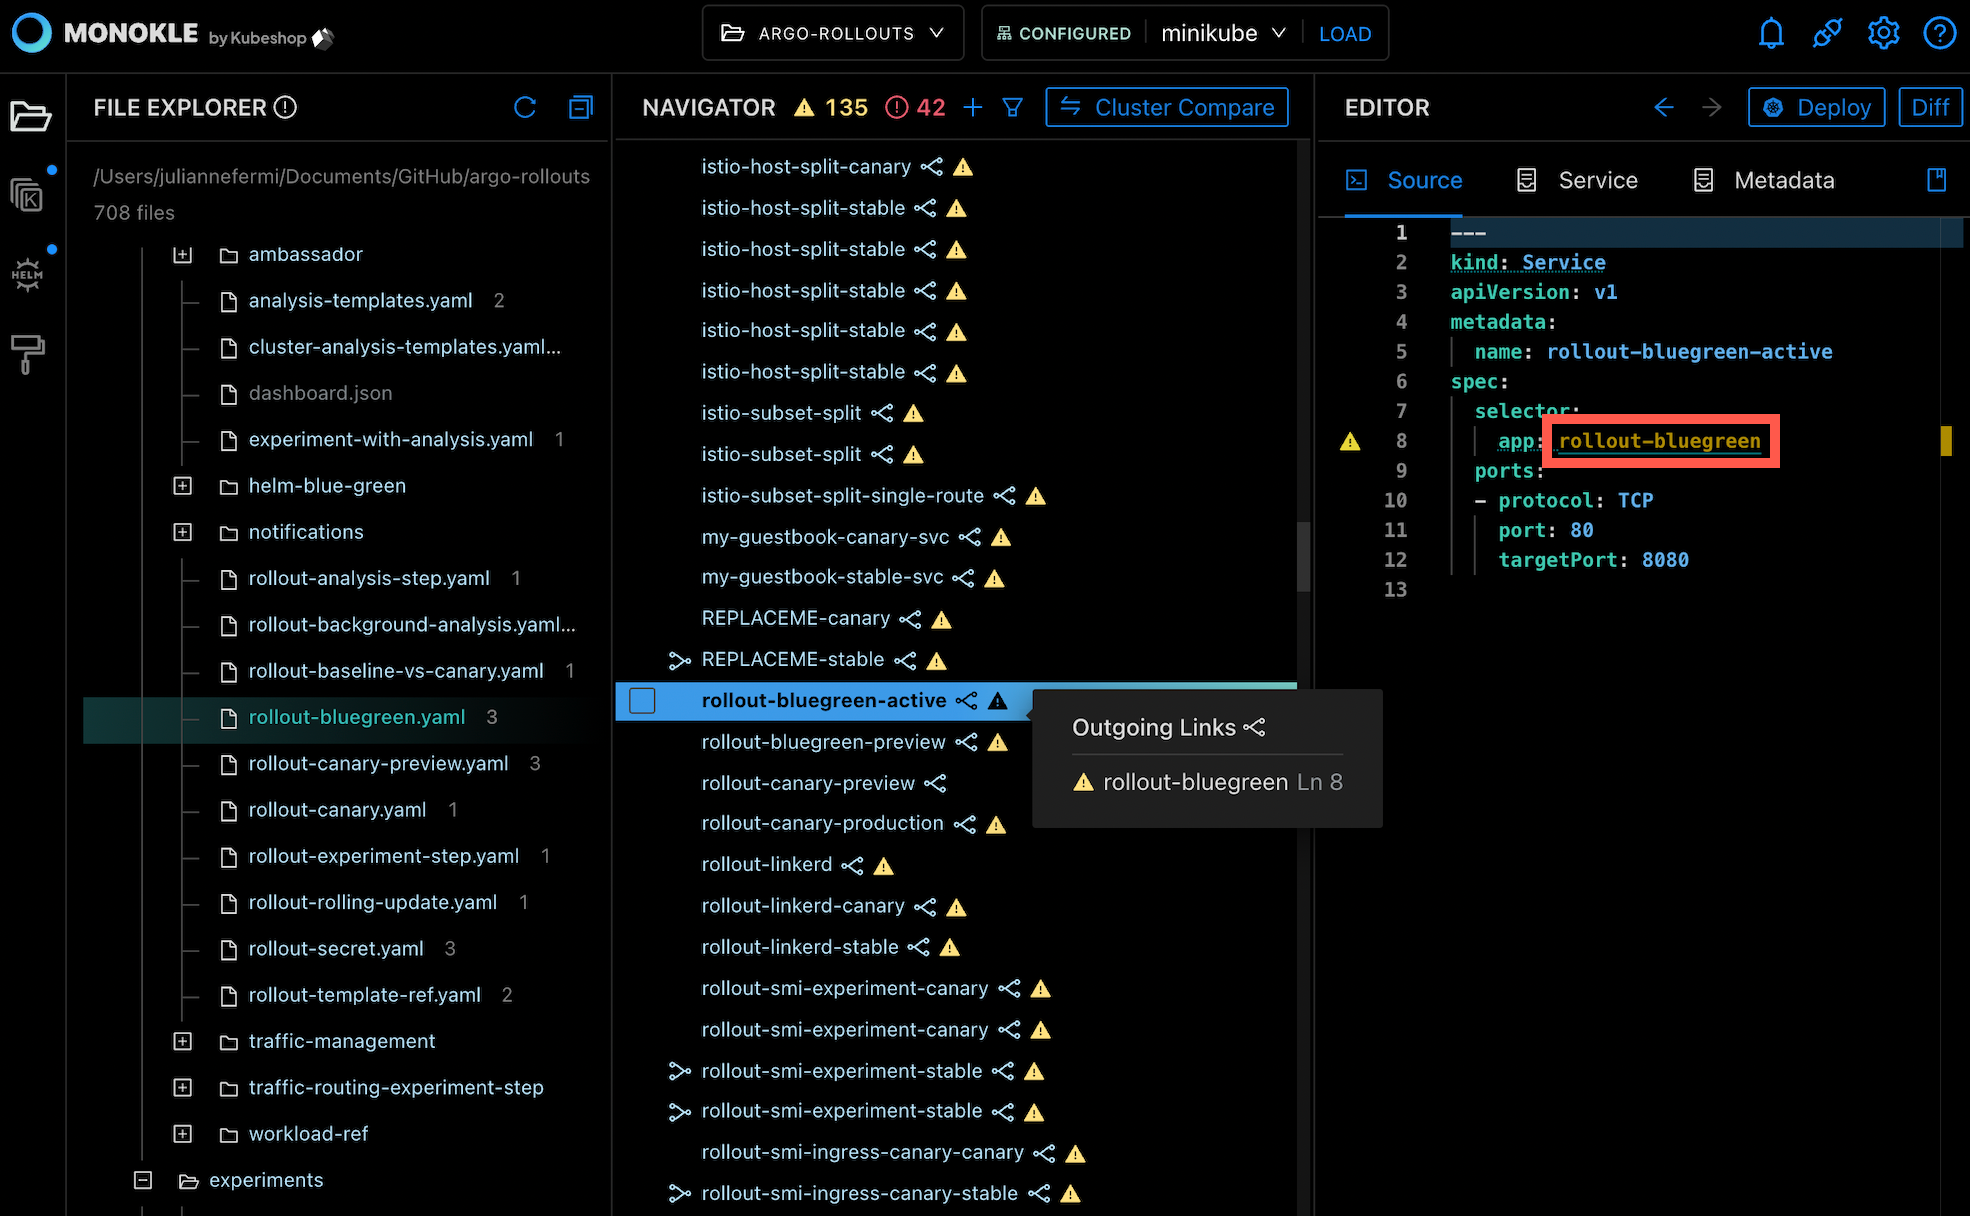 MONOKLE by Kubeshop
ARGO-ROLLOUTS
CONFIGURED minikube LOAD
FILE EXPLORER
/Users/juliannefermi/Documents/GitHub/argo-rollouts
708 files
ambassador
analysis-templates.yaml 2
cluster-analysis-templates.yaml...
dashboard.json
experiment-with-analysis.yaml 1
helm-blue-green
notifications
rollout-analysis-step.yaml 1
rollout-background-analysis.yaml...
rollout-baseline-vs-canary.yaml 1
rollout-bluegreen.yaml 3
rollout-canary-preview.yaml 3
rollout-canary.yaml 1
rollout-experiment-step.yaml 1
rollout-rolling-update.yaml 1
rollout-secret.yaml 3
rollout-template-ref.yaml 2
traffic-management
traffic-routing-experiment-step
workload-ref
experiments
K
HELM
NAVIGATOR 135 42 Cluster Compare
istio-host-split-canary
istio-host-split-stable
istio-host-split-stable
istio-host-split-stable
istio-host-split-stable
istio-host-split-stable
istio-subset-split
istio-subset-split
istio-subset-split-single-route
my-guestbook-canary-svc
my-guestbook-stable-svc
REPLACEME-canary
REPLACEME-stable
rollout-bluegreen-active
rollout-bluegreen-preview
rollout-canary-preview
rollout-canary-production
rollout-linkerd
rollout-linkerd-canary
rollout-linkerd-stable
rollout-smi-experiment-canary
rollout-smi-experiment-canary
rollout-smi-experiment-stable
rollout-smi-experiment-stable
rollout-smi-ingress-canary-canary
rollout-smi-ingress-canary-stable
Outgoing Links
rollout-bluegreen Ln 8
EDITOR Deploy Diff
Source Service Metadata
1 ---
2 kind: Service
3 apiVersion: v1
4 metadata:
5 name: rollout-bluegreen-active
6 spec:
7 selector:
8 app: rollout-bluegreen
9 ports:
10 - protocol: TCP
11 port: 80
12 targetPort: 8080
13